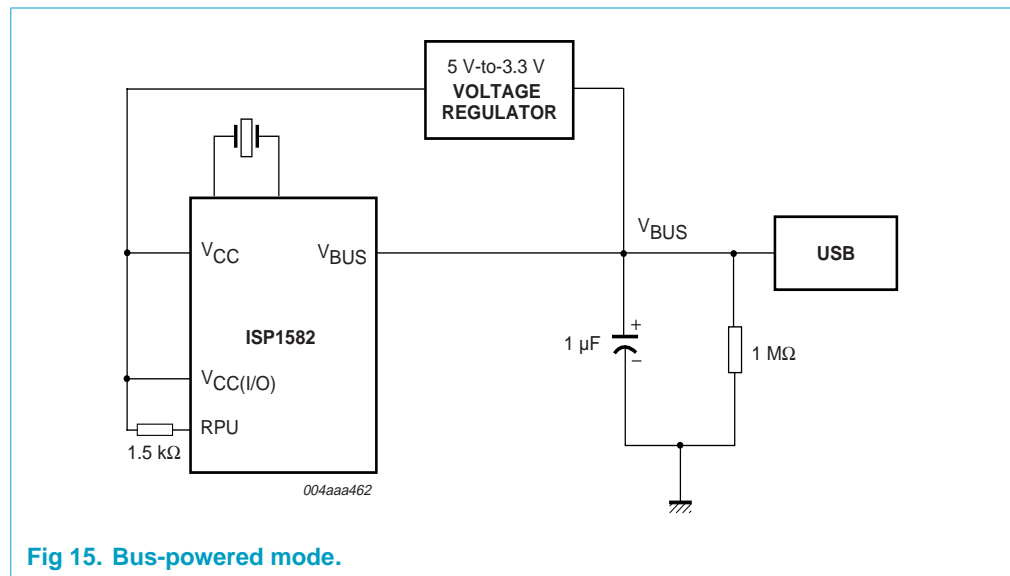 5 V-to-3.3 V
VOLTAGE
REGULATOR
VCC
VBUS
VBUS
USB
ISP1582
1 µF
+
−
1 MΩ
VCC(I/O)
RPU
1.5 kΩ
004aaa462
Fig 15. Bus-powered mode.